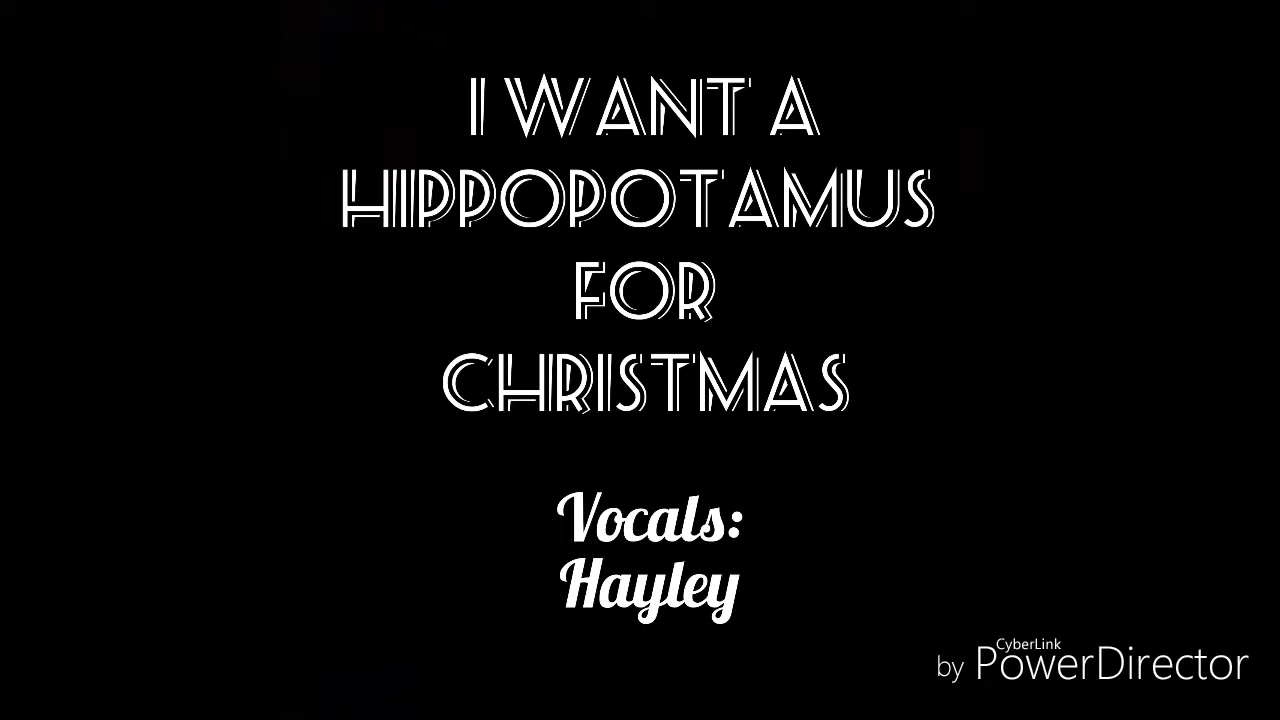 I WANT A
HIPPOPOTAMUS
FOR
CHRISTMAS
Vocals:
Hayley
CyberLink
by PowerDirector